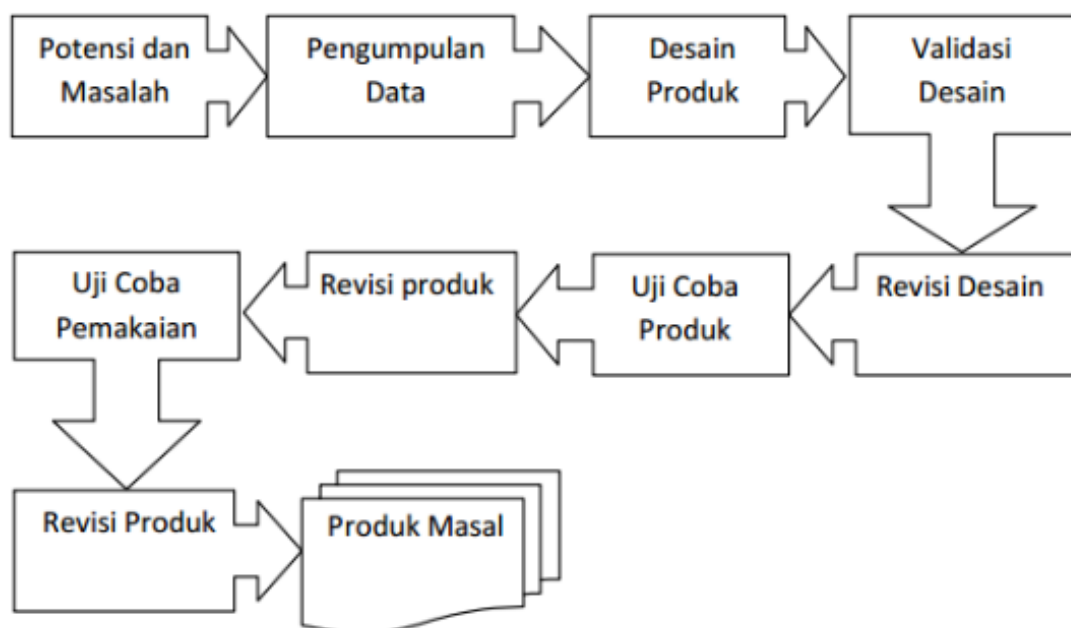 Potensi dan
Masalah
Pengumpulan
Data
Desain
Produk
Validasi
Desain
Revisi Desain
Uji Coba
Produk
Revisi produk
Uji Coba
Pemakaian
Revisi Produk
Produk Masal